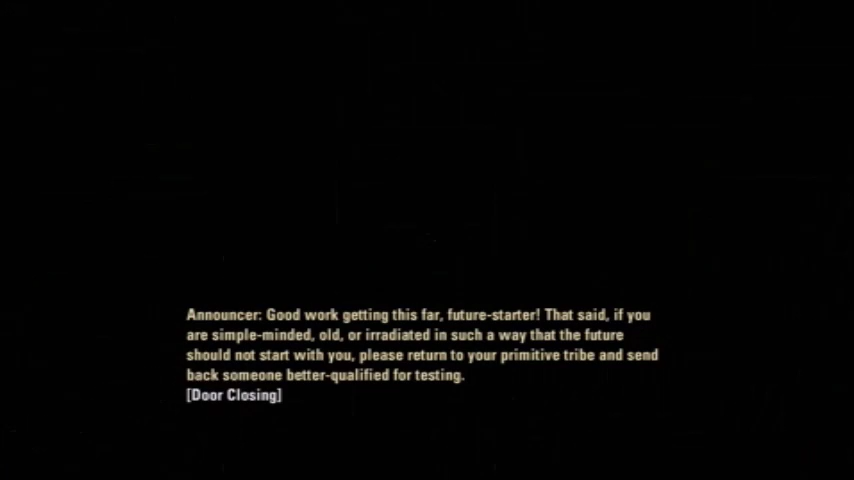 Announcer: Good work getting this far, future-starter! That said, if you
are simple-minded, old, or irradiated in such a way that the future
should not start with you, please return to your primitive tribe and send
back someone better-qualified for testing.
[Door Closing]